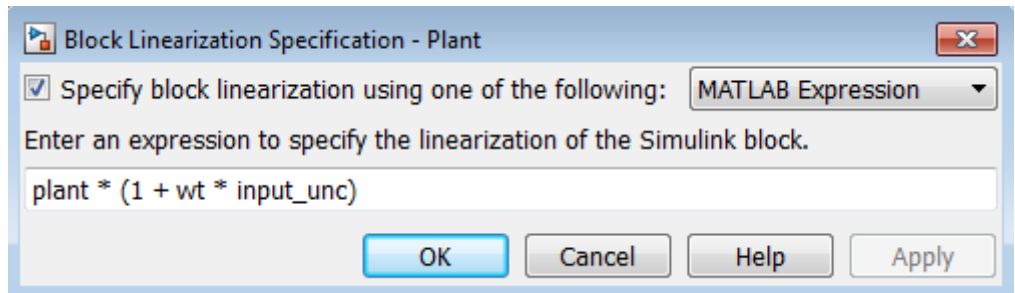 Block Linearization Specification - Plant
Specify block linearization using one of the following: MATLAB Expression
Enter an expression to specify the linearization of the Simulink block.
plant * (1 + wt * input_unc)
OK Cancel Help Apply